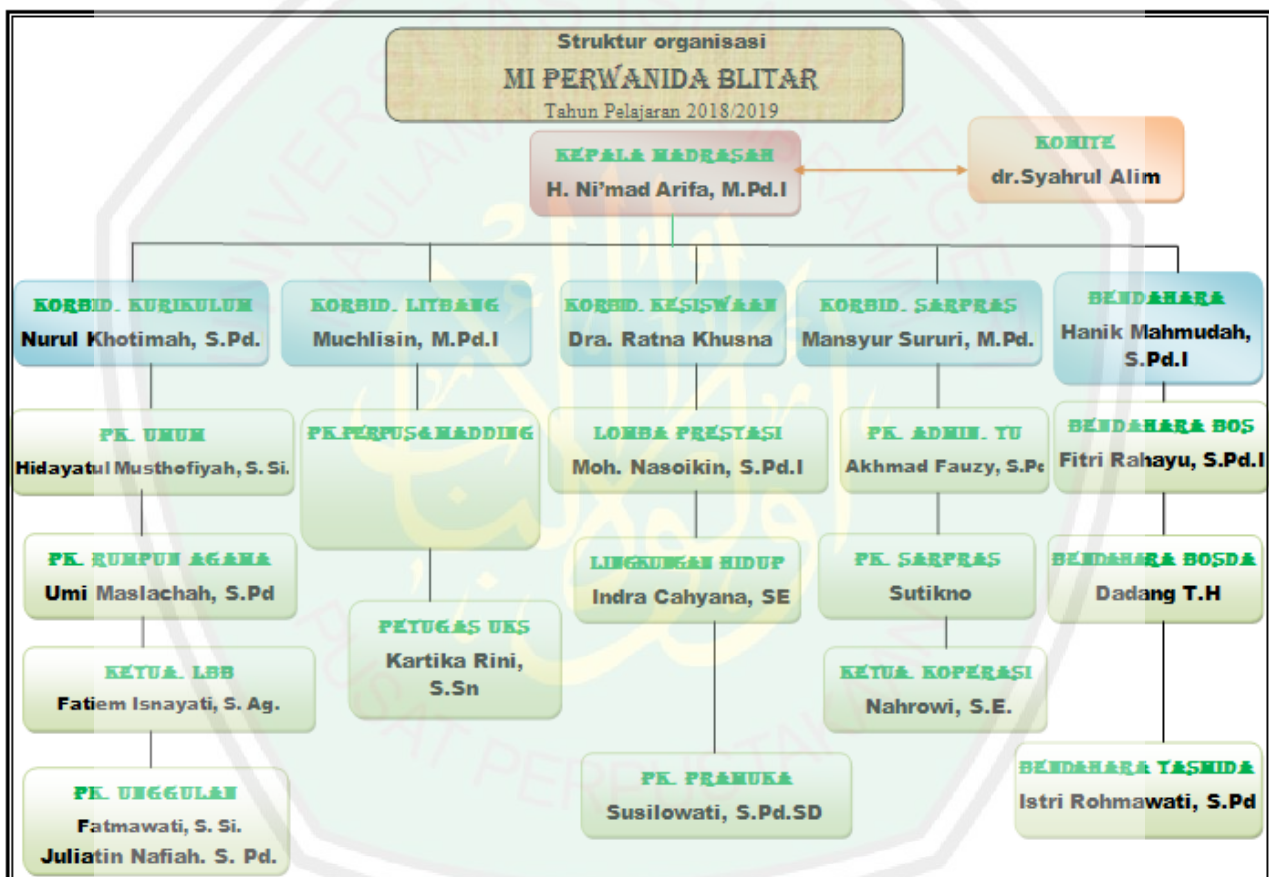 Struktur organisasi
MI PERWANIDA BLITAR
Tahun Pelajaran 2018/2019
KEPALA MADRASAH
H. Ni'mad Arifa, M.Pd.I
KOMITE
dr.Syahrul Alim
KORBID. KURIKULUM
Nurul Khotimah, S.Pd.
KORBID. LITBANG
Muchlisin, M.Pd.I
KORBID. KESISWAAN
Dra. Ratna Khusna
KORBID. SARPRAS
Mansyur Sururi, M.Pd.
BENDAHARA
Hanik Mahmudah,
S.Pd.I
PK. UMUM
Hidayatul Musthofiyah, S. Si.
PK.PERPUS&MADDING
LOMBA PRESTASI
Moh. Nasoikin, S.Pd.I
PK. ADMIN. TU
Akhmad Fauzy, S.Pd
BENDAHARA BOS
Fitri Rahayu, S.Pd.I
PK. RUMPUN AGAMA
Umi Maslachah, S.Pd
PETUGAS UKS
Kartika Rini,
S.Sn
LINGKUNGAN HIDUP
Indra Cahyana, SE
PK. SARPRAS
Sutikno
BENDAHARA BOSDA
Dadang T.H
KETUA. LBB
Fatiem Isnayati, S. Ag.
KETUA. KOPERASI
Nahrowi, S.E.
PK. UNGGULAN
Fatmawati, S. Si.
Juliatin Nafiah. S. Pd.
PK. PRAMUKA
Susilowati, S.Pd.SD
BENDAHARA TASMIDA
Istri Rohmawati, S.Pd
PUSAT PERPUSTAKAAN